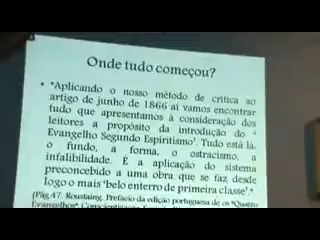 Onde tudo começou?
• "Aplicando o nosso método de crítica ao
artigo de junho de 1866 aí vamos encontrar
tudo que apresentamos à consideração dos
leitores a propósito da introdução do '
Evangelho Segundo Espiritismo'. Tudo está lá:
o fundo, a forma, o ostracismo, a
infalibilidade. É a aplicação do sistema
preconcebido a uma obra que se faz desde
logo o mais 'belo enterro de primeira classe'."
(Pág.47. Roustaing. Prefácio da edição portuguesa de os "Quatro
Evangelhos".